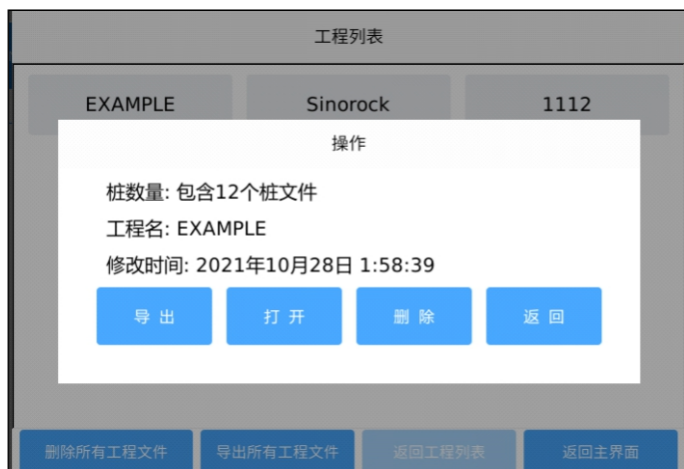 工程列表
EXAMPLE Sinorock 1112
操作
桩数量: 包含12个桩文件
工程名: EXAMPLE
修改时间: 2021年10月28日 1:58:39
导 出 打 开 删 除 返 回
删除所有工程文件 导出所有工程文件 返回工程列表 返回主界面